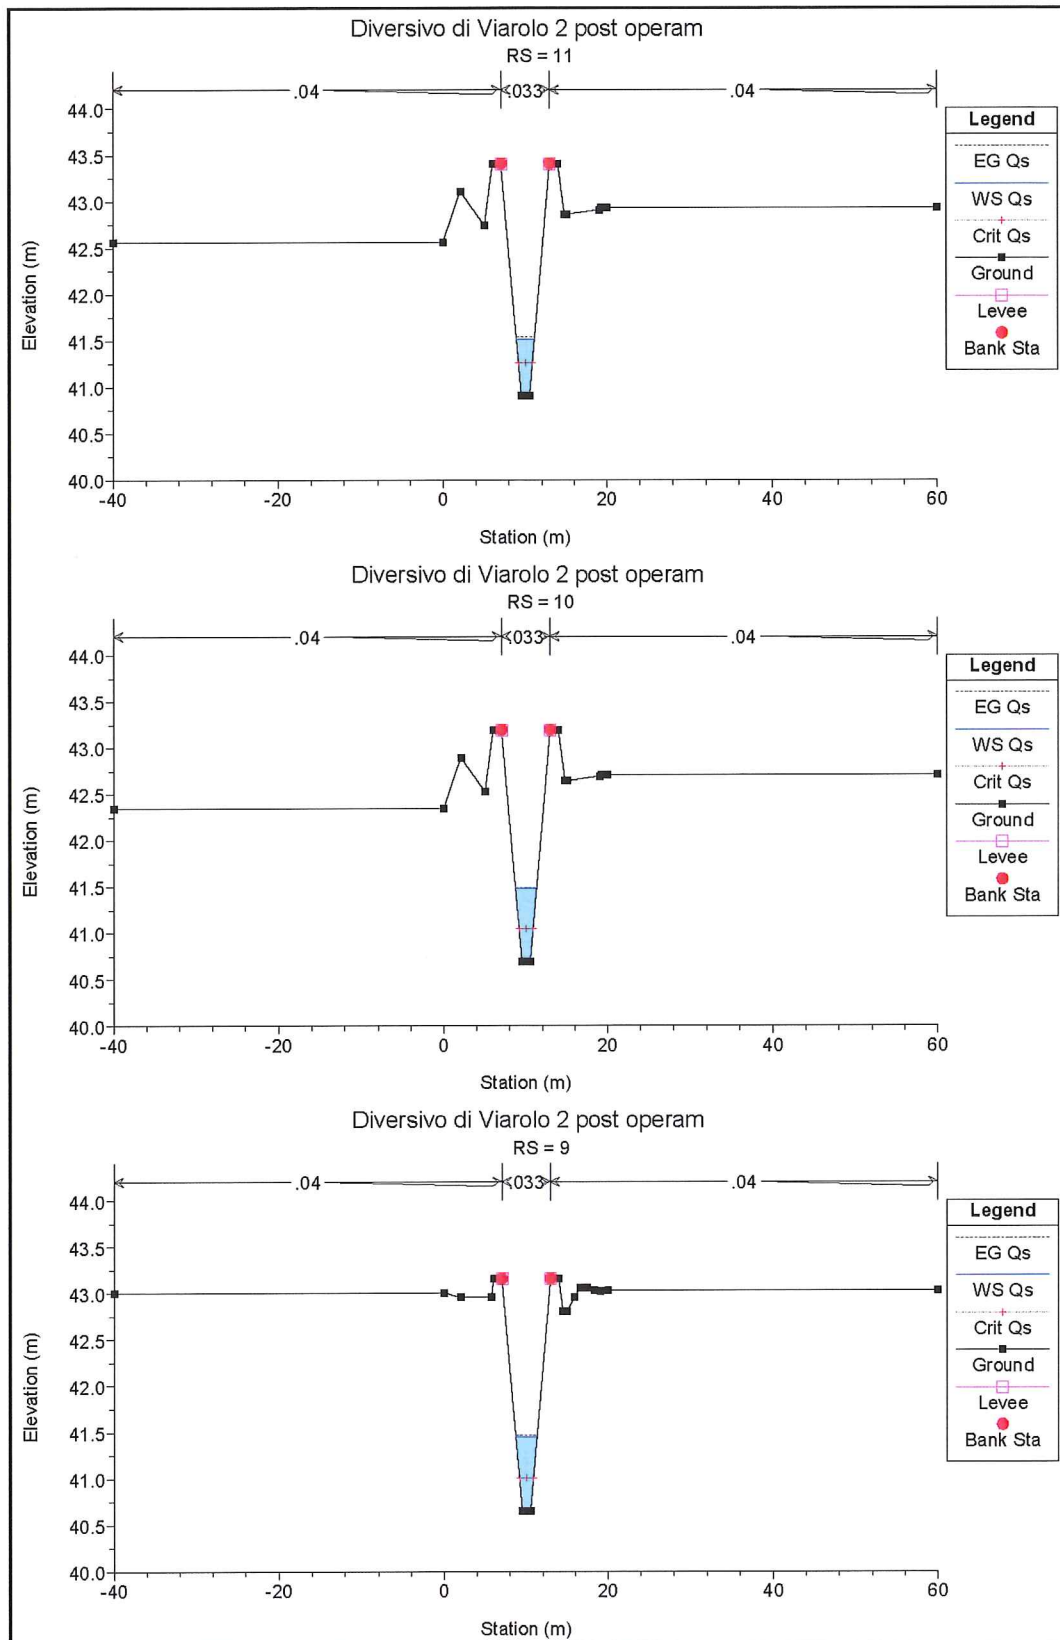 Diversivo di Viarolo 2 post operam
RS = 11
.04
.033
.04
44.0
43.5
43.0
42.5
42.0
41.5
41.0
40.5
40.0
-40
-20
0
20
40
60
Elevation (m)
Station (m)
Legend
EG Qs
WS Qs
Crit Qs
Ground
Levee
Bank Sta
Diversivo di Viarolo 2 post operam
RS = 10
.04
.033
.04
44.0
43.5
43.0
42.5
42.0
41.5
41.0
40.5
40.0
-40
-20
0
20
40
60
Elevation (m)
Station (m)
Legend
EG Qs
WS Qs
Crit Qs
Ground
Levee
Bank Sta
Diversivo di Viarolo 2 post operam
RS = 9
.04
.033
.04
44.0
43.5
43.0
42.5
42.0
41.5
41.0
40.5
40.0
-40
-20
0
20
40
60
Elevation (m)
Station (m)
Legend
EG Qs
WS Qs
Crit Qs
Ground
Levee
Bank Sta